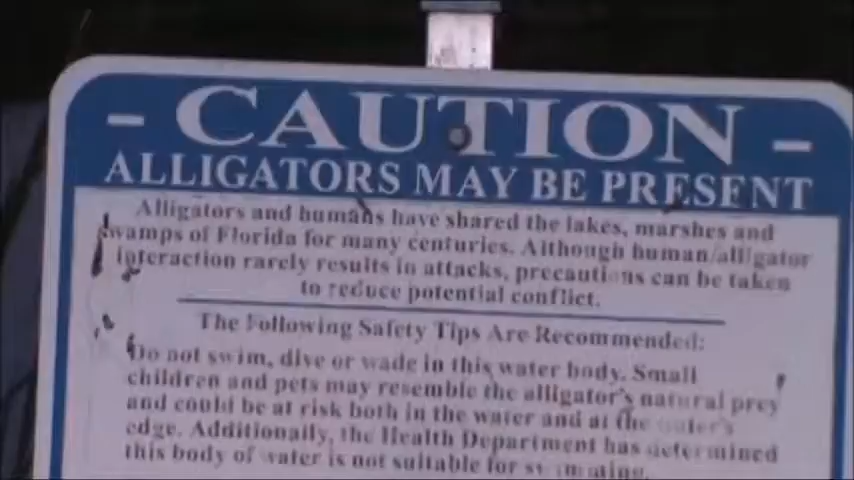 - CAUTION -
ALLIGATORS MAY BE PRESENT
Alligators and humans have shared the lakes, marshes and
swamps of Florida for many centuries. Although human/alligator
interaction rarely results in attacks, precautions can be taken
to reduce potential conflict.
The Following Safety Tips Are Recommended:
Do not swim, dive or wade in this water body. Small
children and pets may resemble the alligator's natural prey
and could be at risk both in the water and at the water's
edge. Additionally, the Health Department has determined
this body of water is not suitable for swimming.